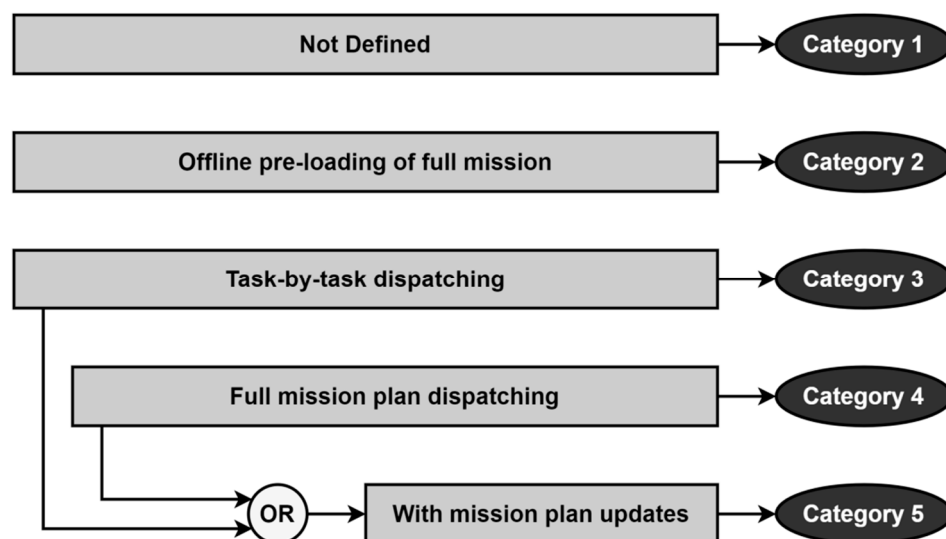 Not Defined
Category 1
Offline pre-loading of full mission
Category 2
Task-by-task dispatching
Category 3
Full mission plan dispatching
Category 4
OR
With mission plan updates
Category 5